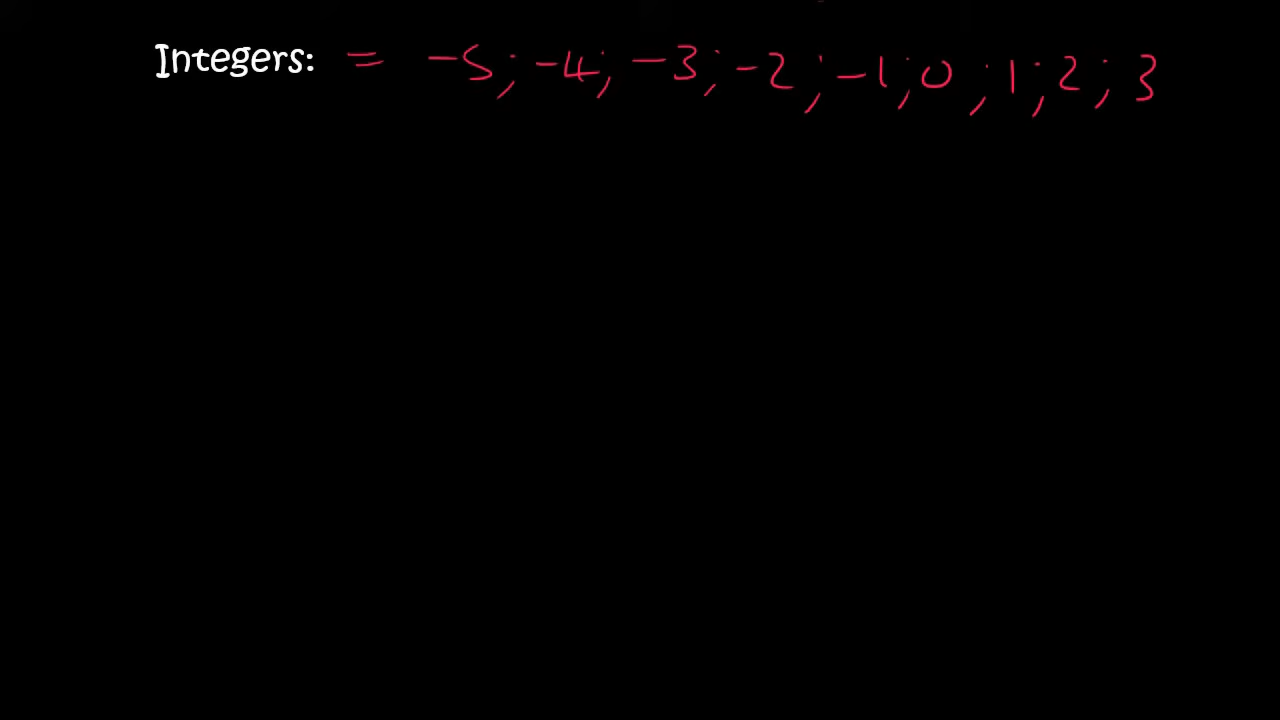 Integers: = -5; -4; -3; -2; -1; 0; 1; 2; 3